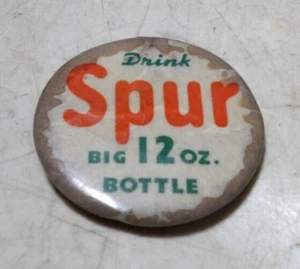 Drink
Spur
BIG 12 OZ.
BOTTLE